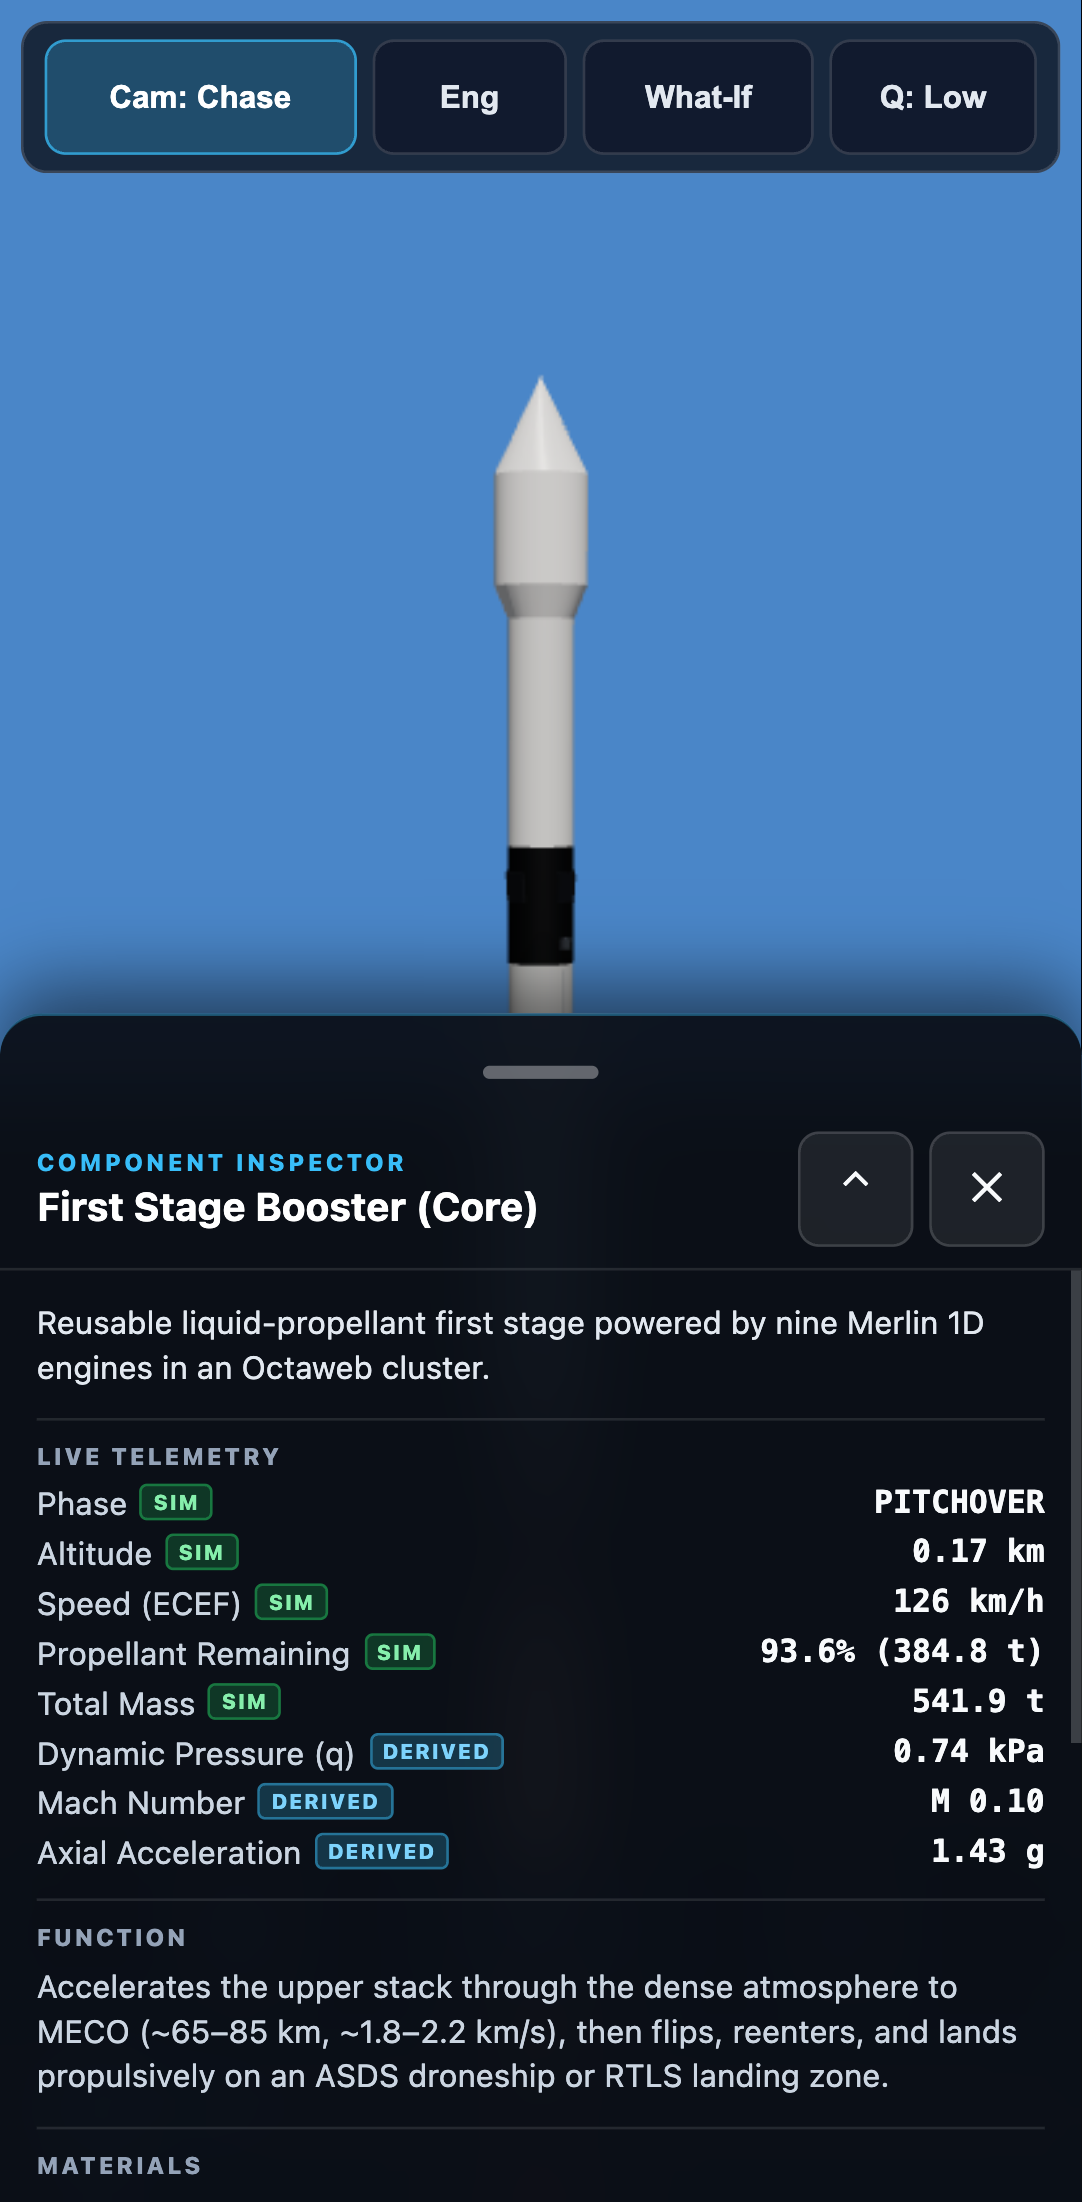 Cam: Chase
Eng
What-If
Q: Low
COMPONENT INSPECTOR
First Stage Booster (Core)
Reusable liquid-propellant first stage powered by nine Merlin 1D
engines in an Octaweb cluster.
LIVE TELEMETRY
Phase SIM PITCHOVER
Altitude SIM 0.17 km
Speed (ECEF) SIM 126 km/h
Propellant Remaining SIM 93.6% (384.8 t)
Total Mass SIM 541.9 t
Dynamic Pressure (q) DERIVED 0.74 kPa
Mach Number DERIVED M 0.10
Axial Acceleration DERIVED 1.43 g
FUNCTION
Accelerates the upper stack through the dense atmosphere to
MECO (~65–85 km, ~1.8–2.2 km/s), then flips, reenters, and lands
propulsively on an ASDS droneship or RTLS landing zone.
MATERIALS